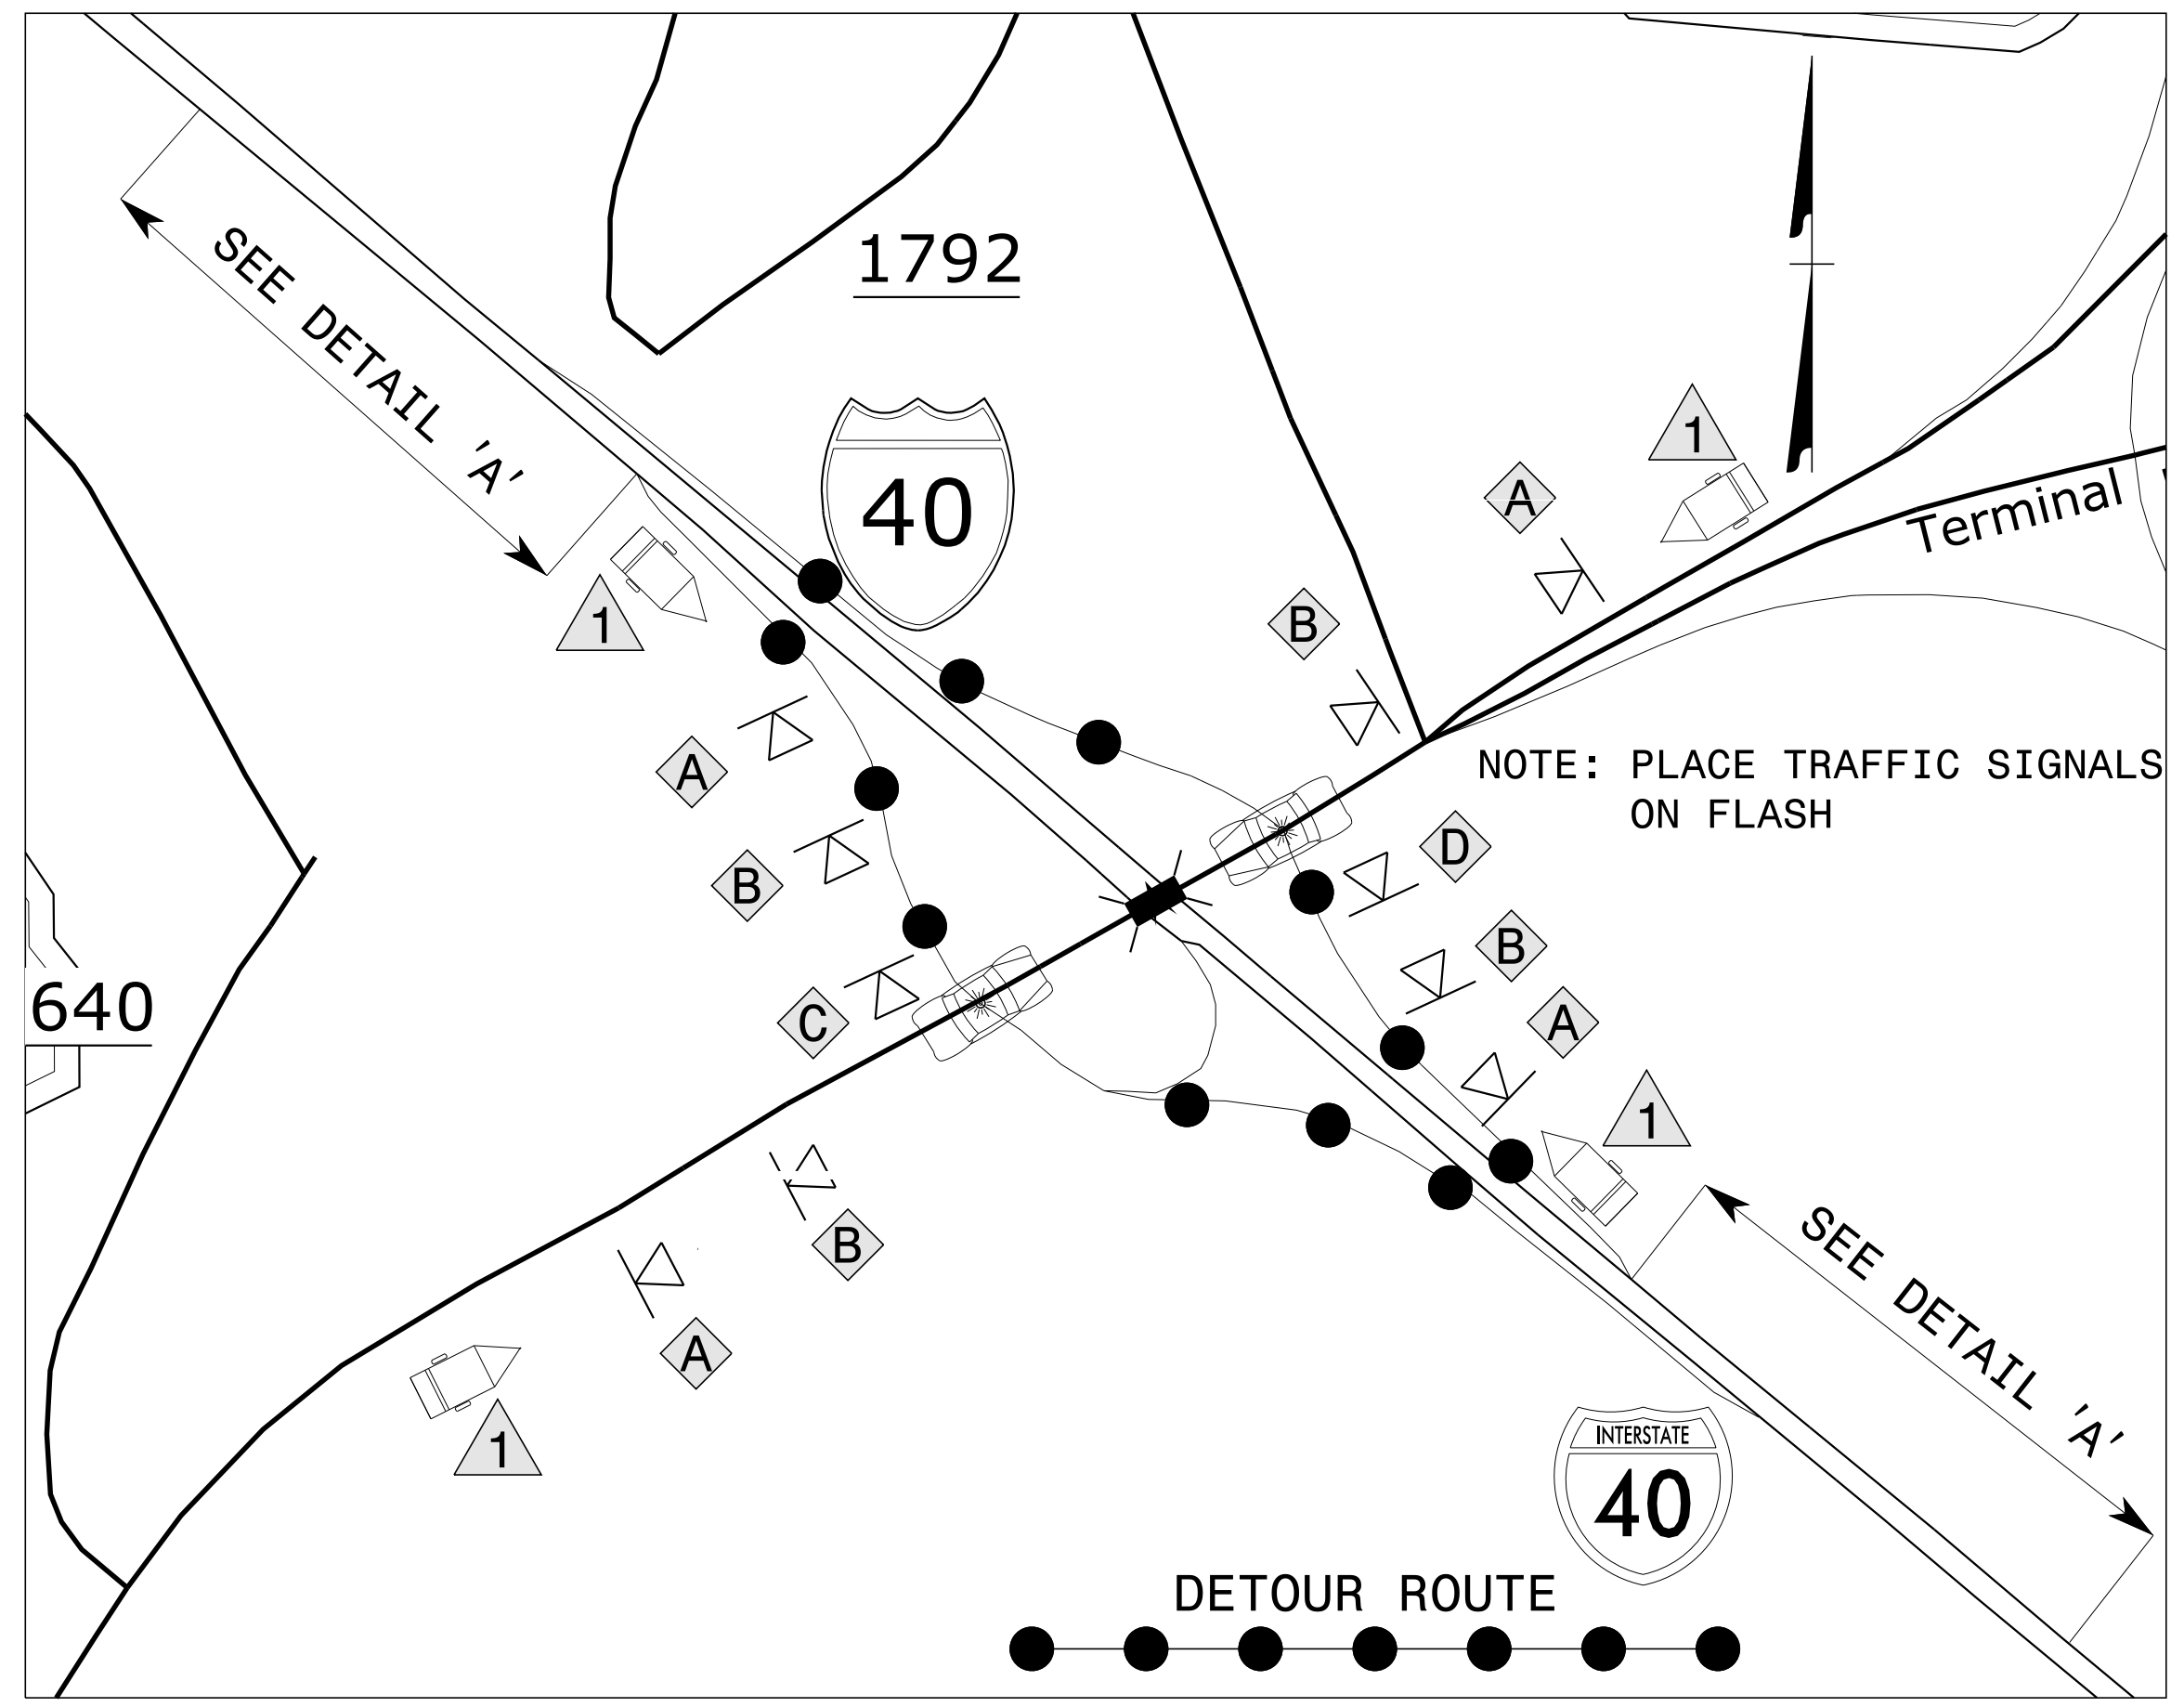 SEE DETAIL 'A'
1792
40
1
A
Terminal
1
B
A
NOTE: PLACE TRAFFIC SIGNALS
ON FLASH
D
B
B
640
C
A
1
B
A
1
SEE DETAIL 'A'
INTERSTATE
40
DETOUR ROUTE